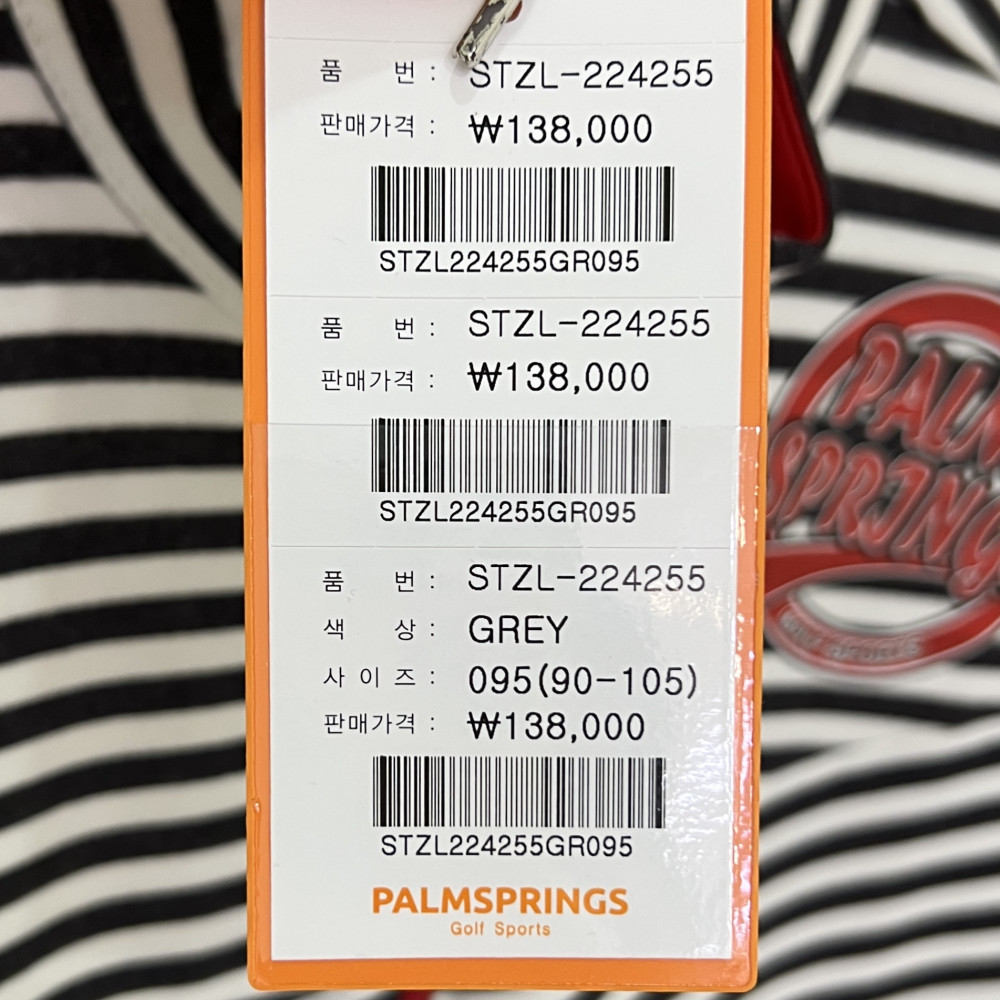 품 번 : STZL-224255
판매가격 : ₩138,000
STZL224255GR095
품 번 : STZL-224255
판매가격 : ₩138,000
STZL224255GR095
품 번 : STZL-224255
색 상 : GREY
사 이 즈 : 095(90-105)
판매가격 : ₩138,000
STZL224255GR095
PALMSPRINGS
Golf Sports
PALM
SPRING